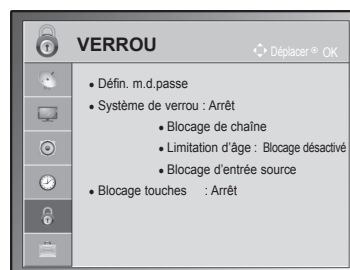 VERROU
Déplacer OK
• Défin. m.d.passe
• Système de verrou : Arrêt
• Blocage de chaîne
• Limitation d'âge : Blocage désactivé
• Blocage d'entrée source
• Blocage touches : Arrêt